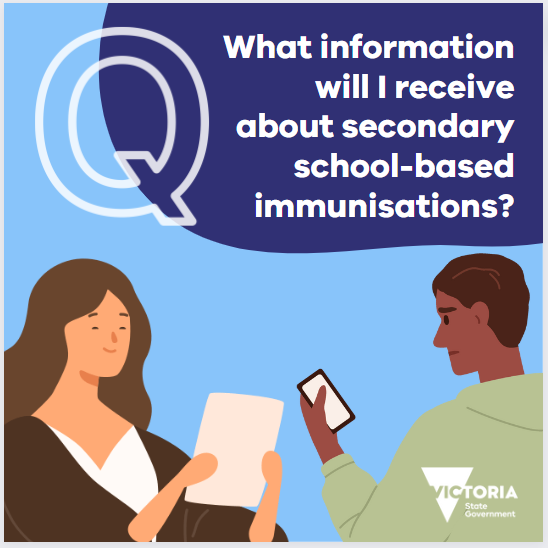 Q
What information
will I receive
about secondary
school-based
immunisations?
VICTORIA
State
Government